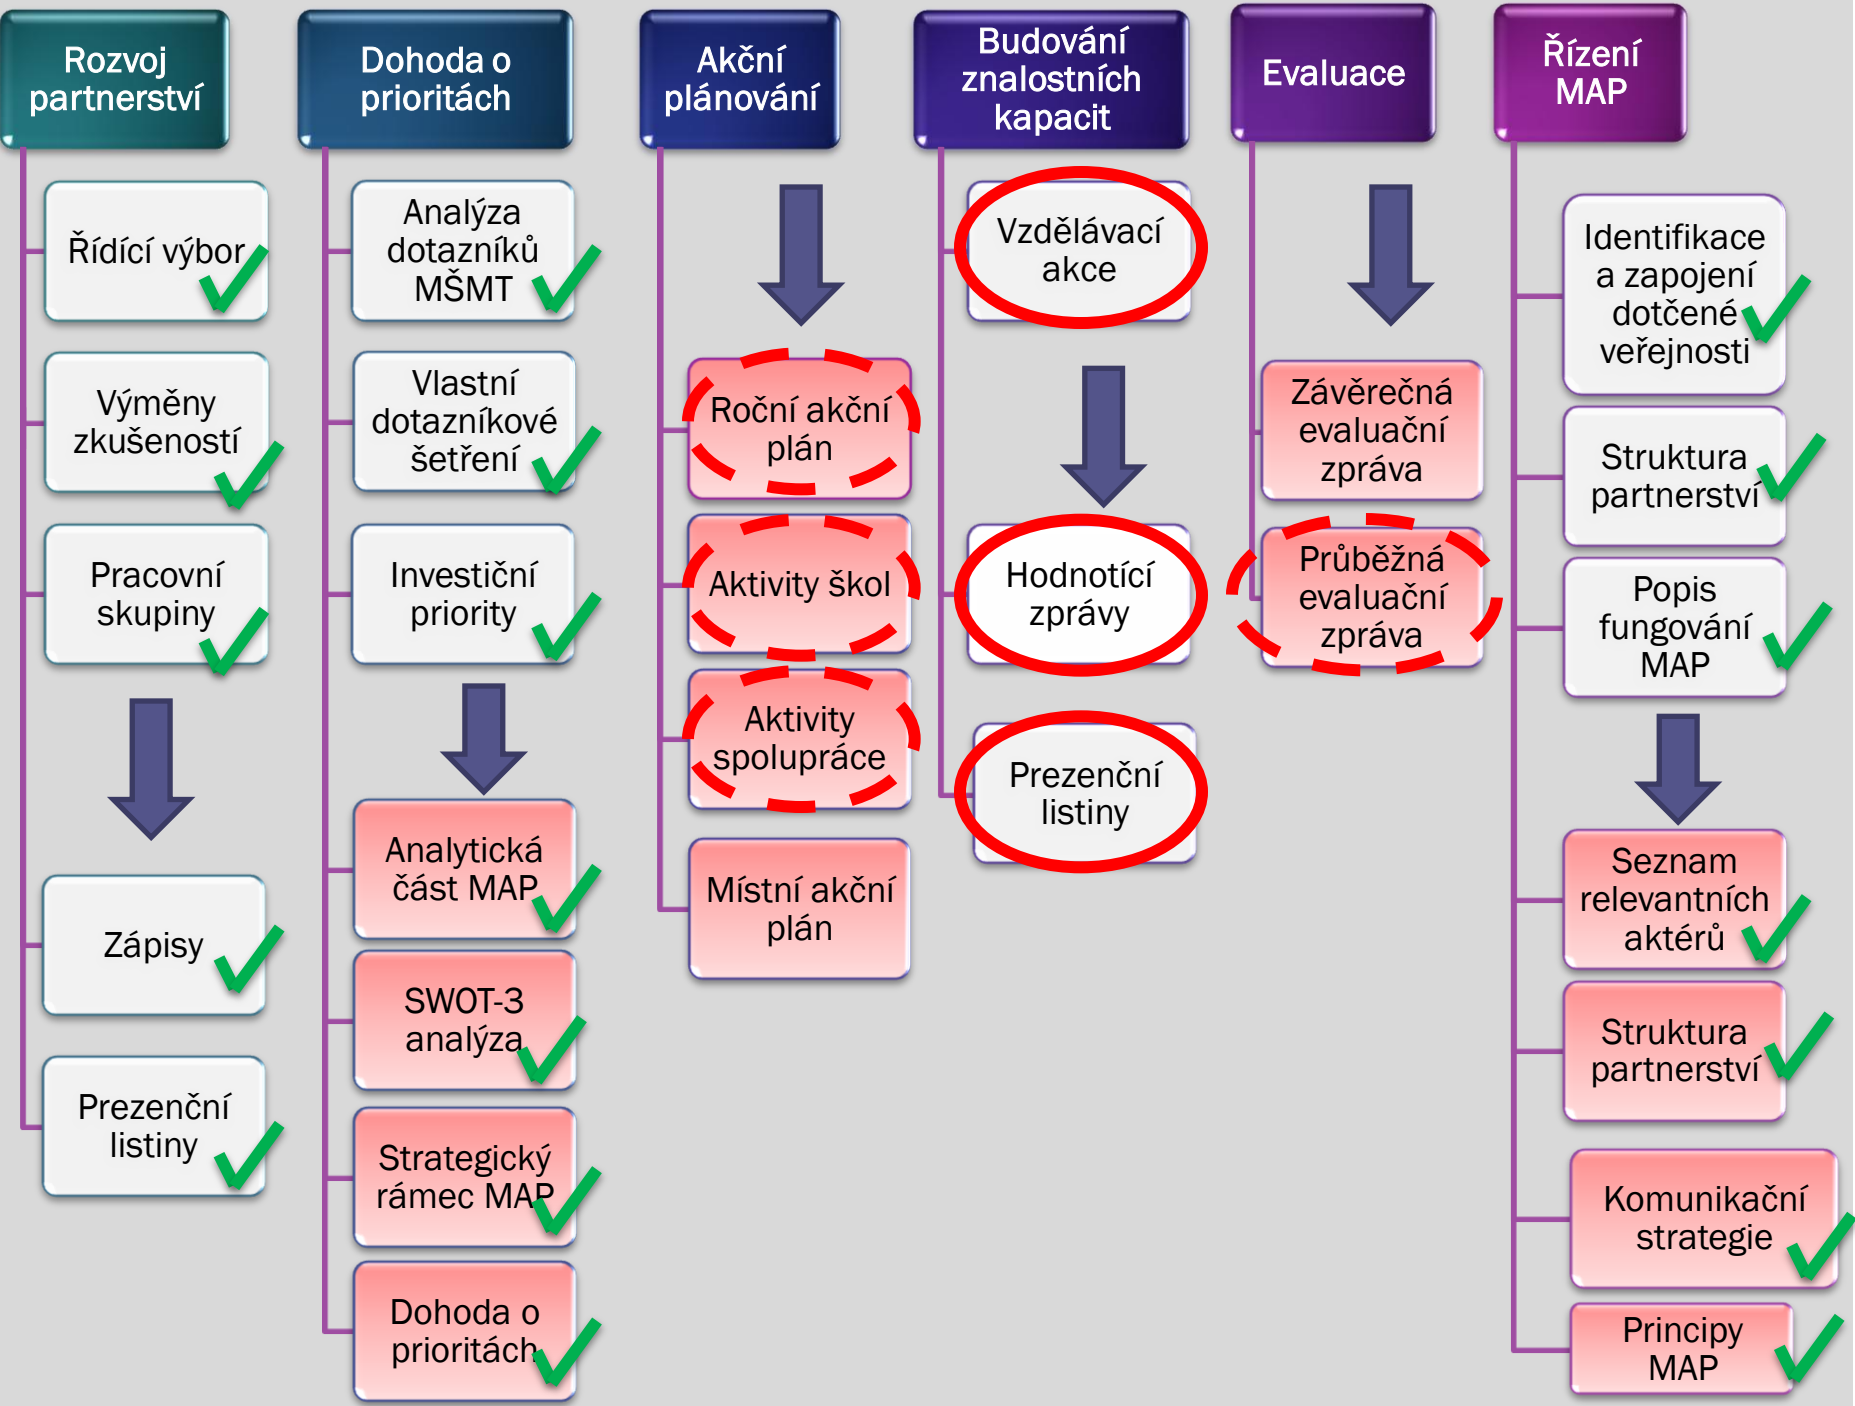 Rozvoj
partnerství
Řídící výbor
Výměny
zkušeností
Pracovní
skupiny
Zápisy
Prezenční
listiny
Dohoda o
prioritách
Analýza
dotazníků
MŠMT
Vlastní
dotazníkové
šetření
Investiční
priority
Analytická
část MAP
SWOT-3
analýza
Strategický
rámec MAP
Dohoda o
prioritách
Akční
plánování
Roční akční
plán
Aktivity škol
Aktivity
spolupráce
Místní akční
plán
Budování
znalostních
kapacit
Vzdělávací
akce
Hodnotící
zprávy
Prezenční
listiny
Evaluace
Závěrečná
evaluační
zpráva
Průběžná
evaluační
zpráva
Řízení
MAP
Identifikace
a zapojení
dotčené
veřejnosti
Struktura
partnerství
Popis
fungování
MAP
Seznam
relevantních
aktérů
Struktura
partnerství
Komunikační
strategie
Principy
MAP